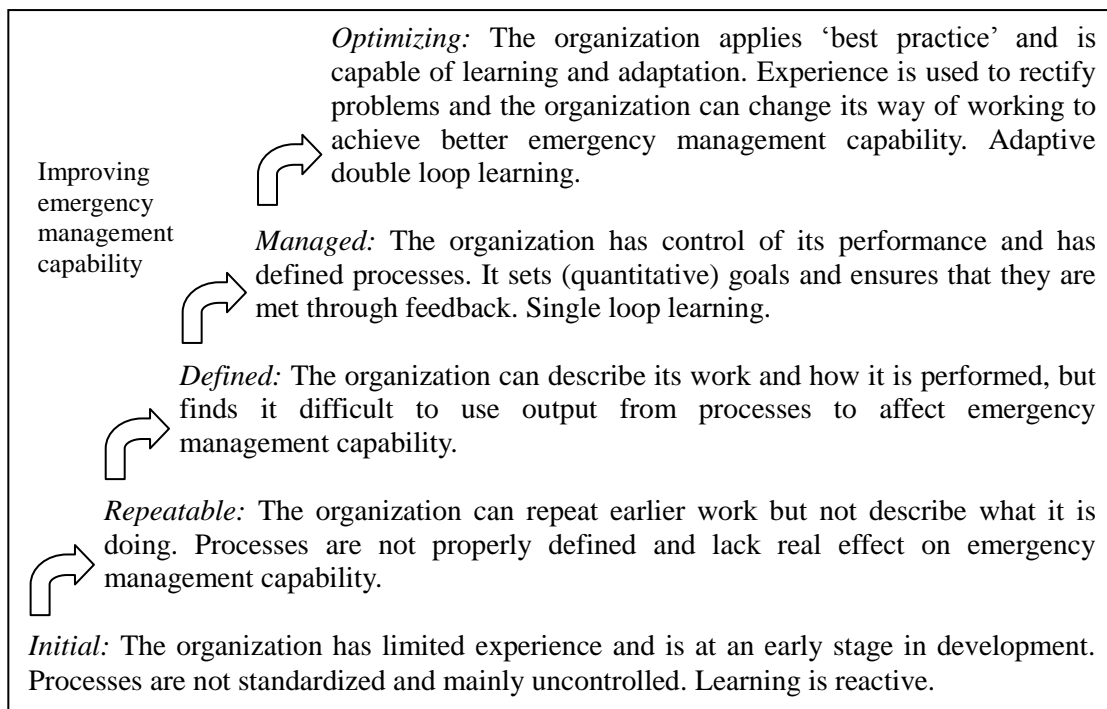 Optimizing: The organization applies ‘best practice’ and is
capable of learning and adaptation. Experience is used to rectify
problems and the organization can change its way of working to
achieve better emergency management capability. Adaptive
double loop learning.
Improving
emergency
management
capability
Managed: The organization has control of its performance and has
defined processes. It sets (quantitative) goals and ensures that they are
met through feedback. Single loop learning.
Defined: The organization can describe its work and how it is performed, but
finds it difficult to use output from processes to affect emergency
management capability.
Repeatable: The organization can repeat earlier work but not describe what it is
doing. Processes are not properly defined and lack real effect on emergency
management capability.
Initial: The organization has limited experience and is at an early stage in development.
Processes are not standardized and mainly uncontrolled. Learning is reactive.